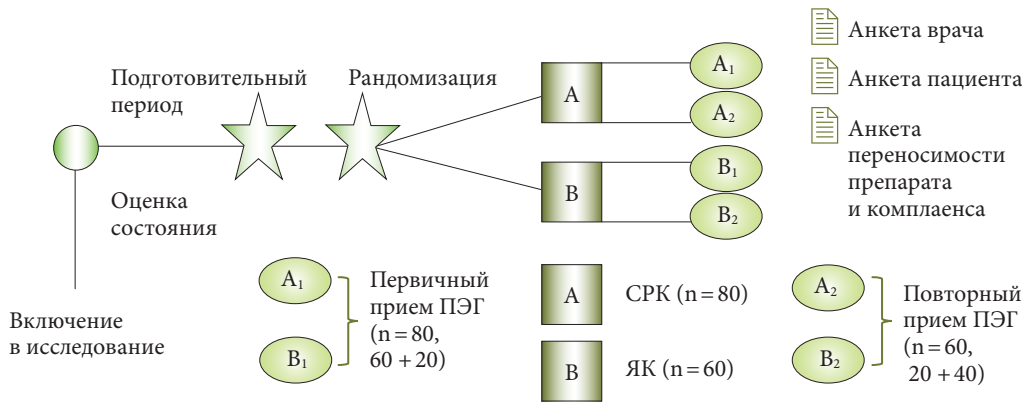 Подготовительный
период
Рандомизация
Оценка
состояния
Включение
в исследование
A
B
A1
A2
B1
B2
Анкета врача
Анкета пациента
Анкета
переносимости
препарата
и комплаенса
A1
B1
Первичный
прием ПЭГ
(n = 80,
60 + 20)
A
СРК (n = 80)
B
ЯК (n = 60)
A2
B2
Повторный
прием ПЭГ
(n = 60,
20 + 40)